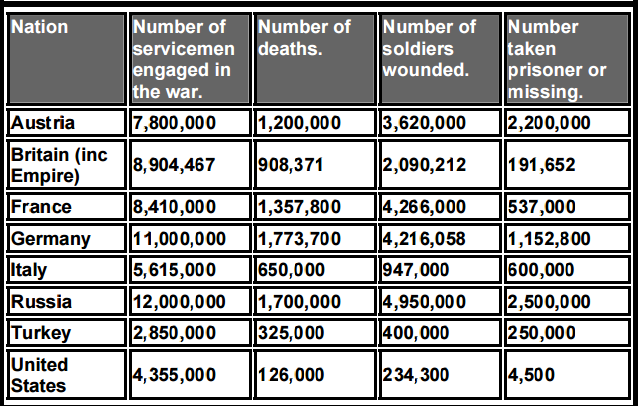 Nation
Number of
servicemen
engaged in
the war.
Number of
deaths.
Number of
soldiers
wounded.
Number
taken
prisoner or
missing.
Austria
7,800,000
1,200,000
3,620,000
2,200,000
Britain (inc
Empire)
8,904,467
908,371
2,090,212
191,652
France
8,410,000
1,357,800
4,266,000
537,000
Germany
11,000,000
1,773,700
4,216,058
1,152,800
Italy
5,615,000
650,000
947,000
600,000
Russia
12,000,000
1,700,000
4,950,000
2,500,000
Turkey
2,850,000
325,000
400,000
250,000
United
States
4,355,000
126,000
234,300
4,500